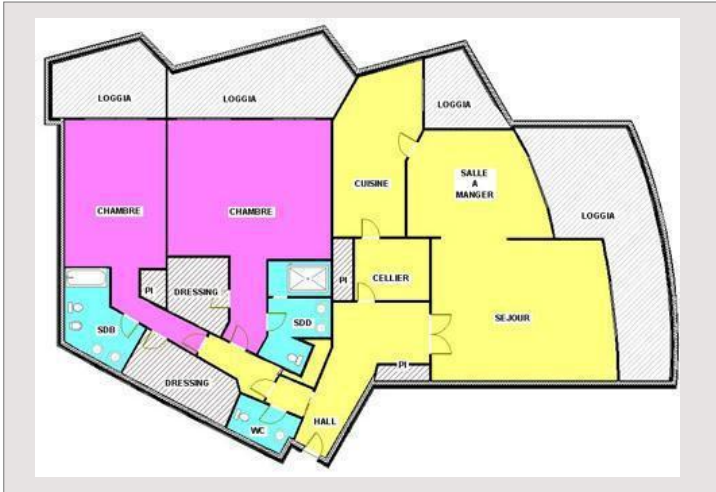 LOGGIA
LOGGIA
LOGGIA
SALLE
A
MANGER
CUISINE
CHAMBRE
CHAMBRE
LOGGIA
PI
DRESSING
PI
CELLIER
SDB
SDD
SEJOUR
DRESSING
PI
WC
HALL